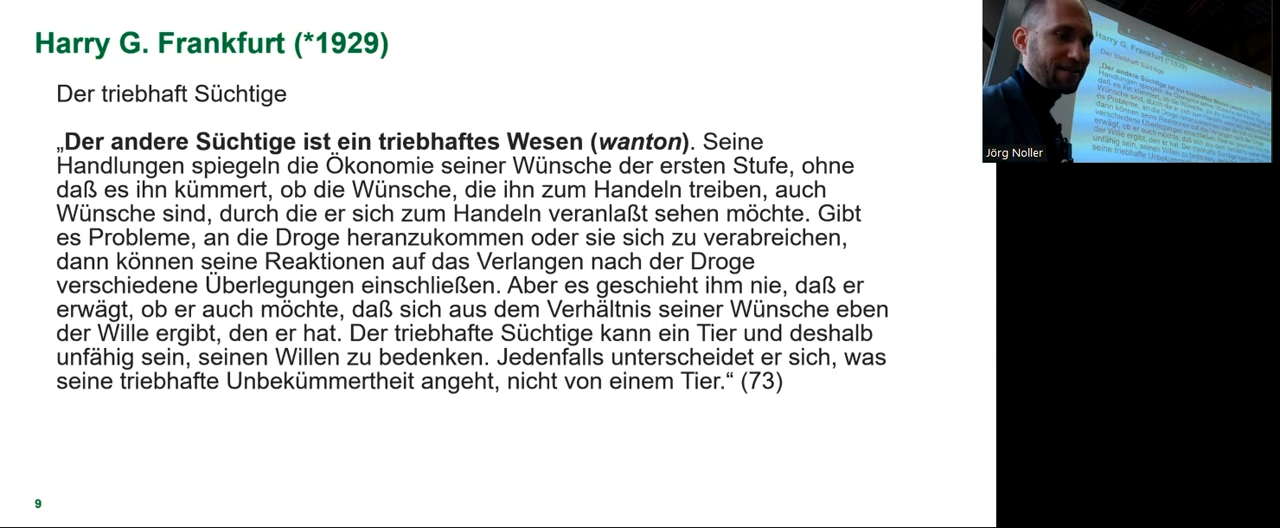 Harry G. Frankfurt (*1929)
Der triebhaft Süchtige
„Der andere Süchtige ist ein triebhaftes Wesen (wanton). Seine
Handlungen spiegeln die Ökonomie seiner Wünsche der ersten Stufe, ohne
daß es ihn kümmert, ob die Wünsche, die ihn zum Handeln treiben, auch
Wünsche sind, durch die er sich zum Handeln veranlaßt sehen möchte. Gibt
es Probleme, an die Droge heranzukommen oder sie sich zu verabreichen,
dann können seine Reaktionen auf das Verlangen nach der Droge
verschiedene Überlegungen einschließen. Aber es geschieht ihm nie, daß er
erwägt, ob er auch möchte, daß sich aus dem Verhältnis seiner Wünsche eben
der Wille ergibt, den er hat. Der triebhafte Süchtige kann ein Tier und deshalb
unfähig sein, seinen Willen zu bedenken. Jedenfalls unterscheidet er sich, was
seine triebhafte Unbekümmertheit angeht, nicht von einem Tier.“ (73)
9
Harry G. Frankfurt (*1929)
Der triebhaft Süchtige
Jörg Noller